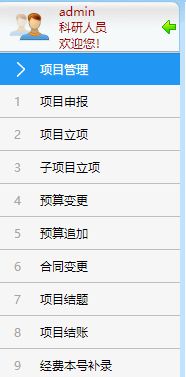 admin
科研人员
欢迎您!
项目管理
1 项目申报
2 项目立项
3 子项目立项
4 预算变更
5 预算追加
6 合同变更
7 项目结题
8 项目结账
9 经费本号补录